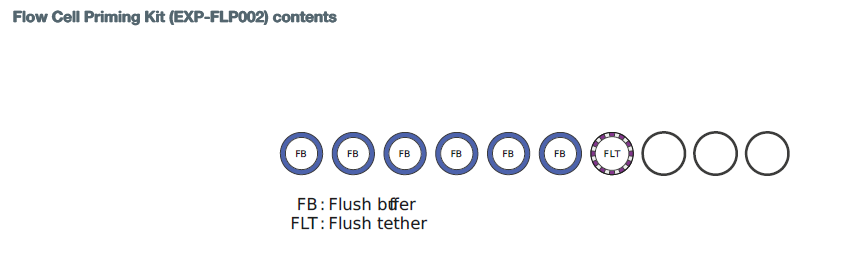 Flow Cell Priming Kit (EXP-FLP002) contents
FB FB FB FB FB FB FLT
FB: Flush buffer
FLT: Flush tether